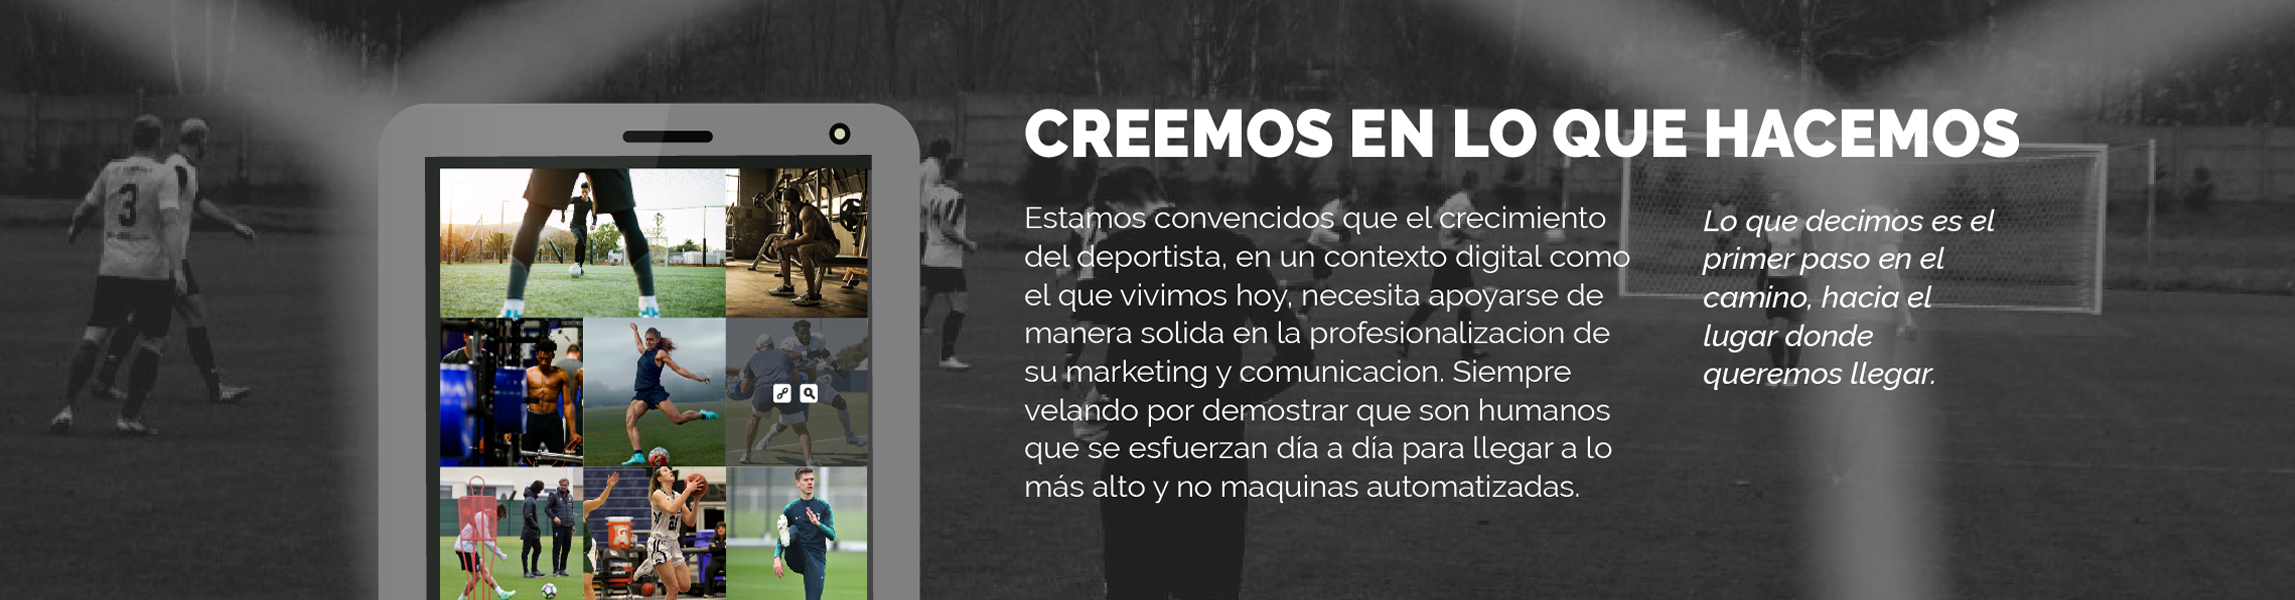 CREEMOS EN LO QUE HACEMOS
Estamos convencidos que el crecimiento
del deportista, en un contexto digital como
el que vivimos hoy, necesita apoyarse de
manera solida en la profesionalizacion de
su marketing y comunicacion. Siempre
velando por demostrar que son humanos
que se esfuerzan día a día para llegar a lo
más alto y no maquinas automatizadas.
Lo que decimos es el
primer paso en el
camino, hacia el
lugar donde
queremos llegar.
3